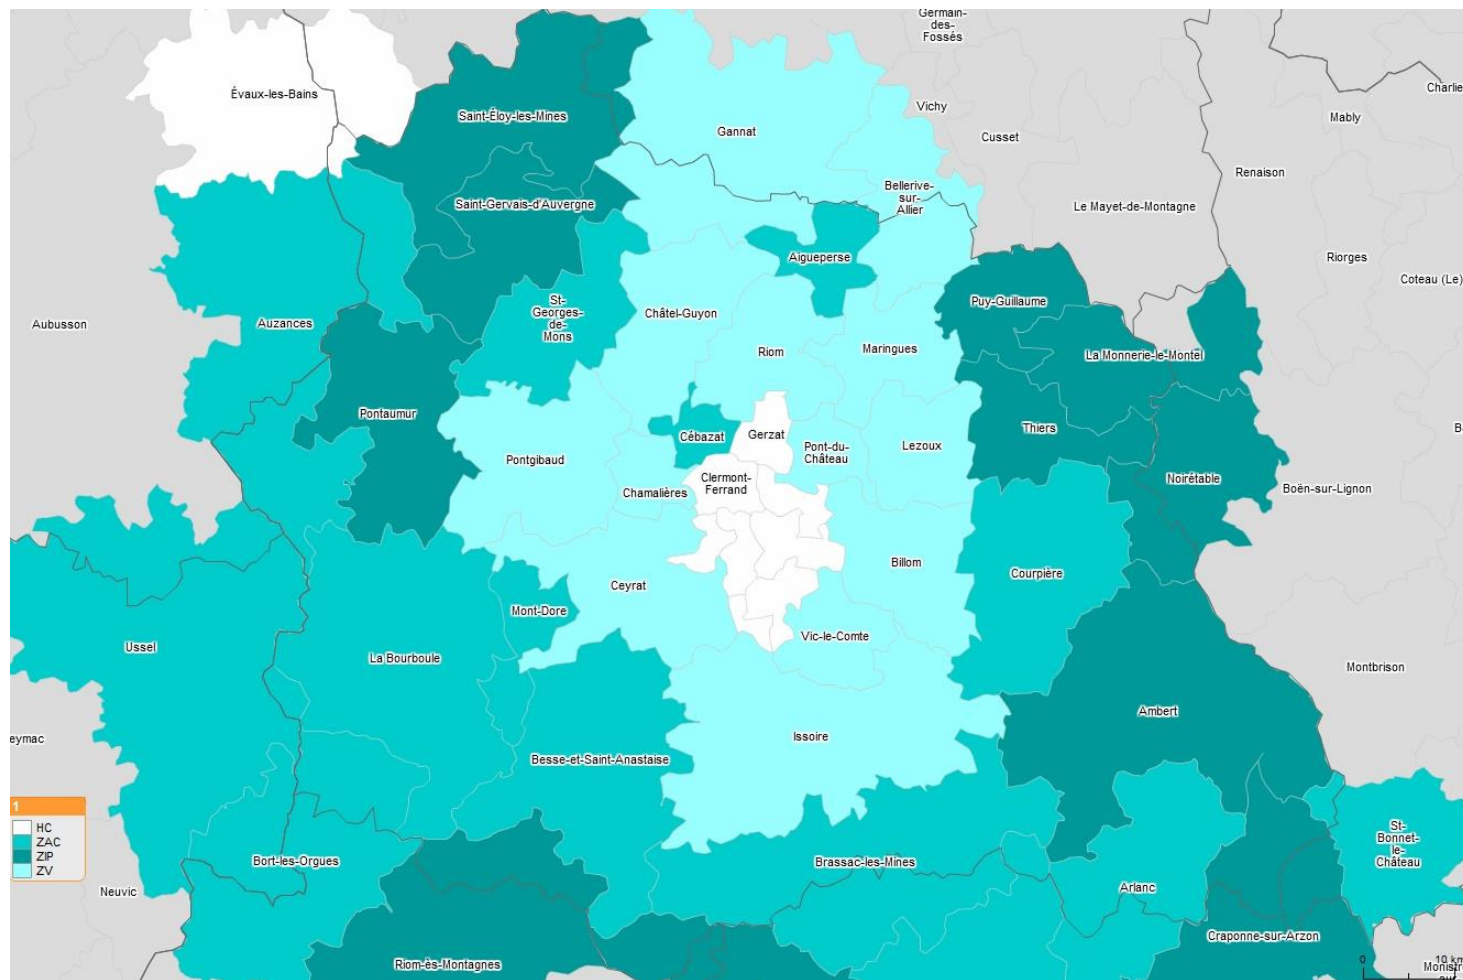 Germain-
des-
Fossés
Charlie
Évaux-les-Bains
Saint-Éloy-les-Mines
Gannat
Vichy
Cusset
Mably
Renaison
Saint-Gervais-d'Auvergne
Bellerive-
sur-
Allier
Le Mayet-de-Montagne
Aigueperse
Riorges
Coteau (Le)
Aubusson
Auzances
St-
Georges-
de-
Mons
Châtel-Guyon
Puy-Guillaume
Riom
Maringues
La Monnerie-le-Montel
Pontaumur
Cébazat
Gerzat
Pont-du-
Château
Lezoux
Thiers
B
Pontgibaud
Chamalières
Clermont-
Ferrand
Noirétable
Boën-sur-Lignon
Ceyrat
Billom
Courpière
Mont-Dore
Ussel
La Bourboule
Vic-le-Comte
Montbrison
eymac
Issoire
Ambert
Besse-et-Saint-Anastaise
1
HC
ZAC
ZIP
ZV
Neuvic
Bort-les-Orgues
Brassac-les-Mines
Arlanc
St-
Bonnet-
le-
Château
Riom-ès-Montagnes
Craponne-sur-Arzon
0
10 km
Monistr